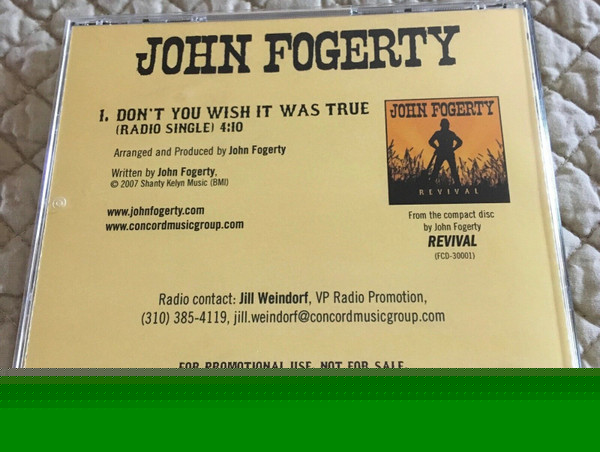 JOHN FOGERTY
1. DON'T YOU WISH IT WAS TRUE
(RADIO SINGLE) 4:10
Arranged and Produced by John Fogerty
Written by John Fogerty,
© 2007 Shanty Kelyn Music (BMI)
www.johnfogerty.com
www.concordmusicgroup.com
JOHN FOGERTY
REVIVAL
From the compact disc
by John Fogerty
REVIVAL
(FCD-30001)
Radio contact: Jill Weindorf, VP Radio Promotion,
(310) 385-4119, jill.weindorf@concordmusicgroup.com
FOR PROMOTIONAL USE, NOT FOR SALE.